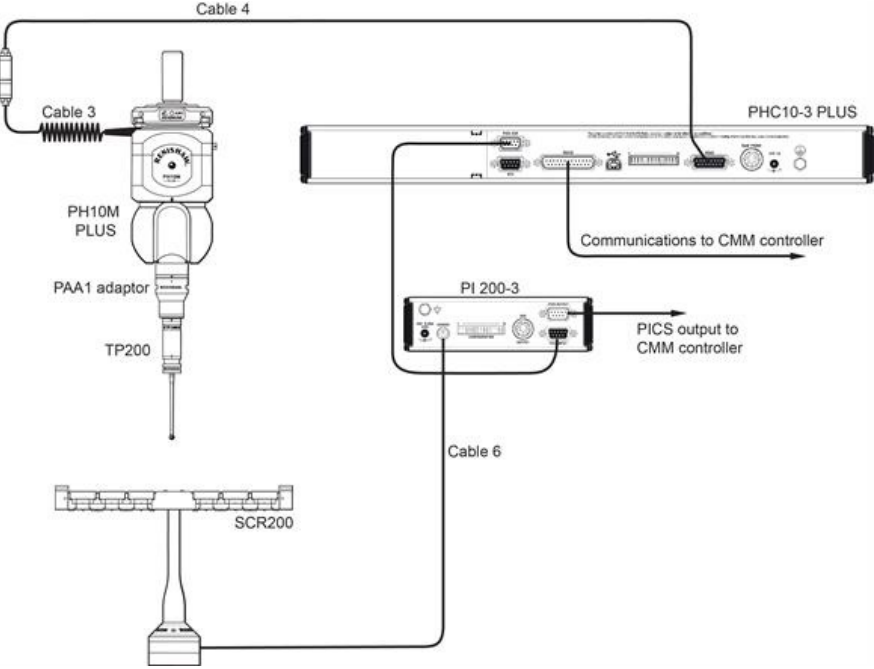 Cable 4
Cable 3
PHC10-3 PLUS
RENISHAW
PH10M
PH10M
PLUS
Communications to CMM controller
PAA1 adaptor
PI 200-3
PICS output to
CMM controller
TP200
Cable 6
SCR200